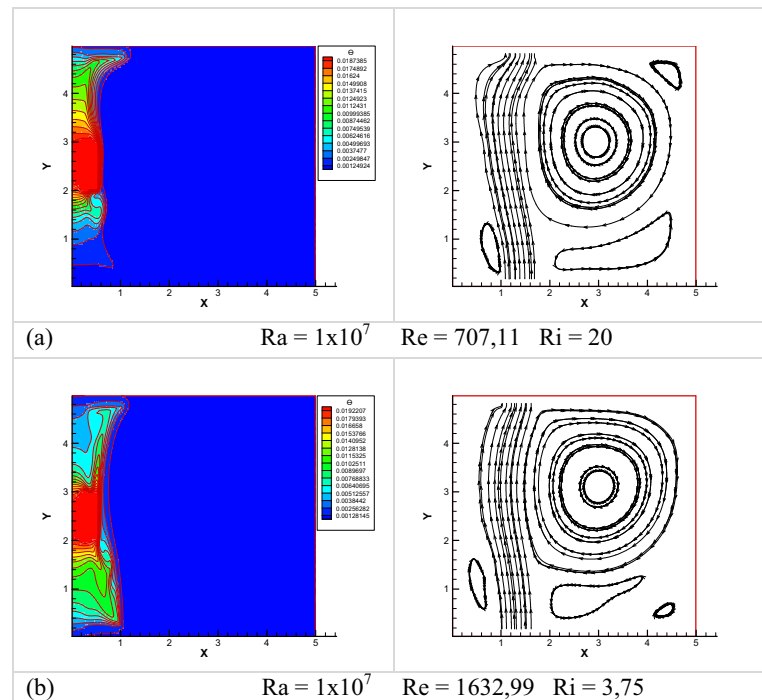 Θ
0.0187385
0.0174892
0.01624
0.0149908
0.0137415
0.0124923
0.0112431
0.00999385
0.00874462
0.00749539
0.00624616
0.00499693
0.0037477
0.00249847
0.00124924
Y
4
3
2
1
1 2 3 4 5
X
Y
4
3
2
1
1 2 3 4 5
X
(a) Ra = 1x10⁷ Re = 707,11 Ri = 20
Θ
0.0192207
0.0179393
0.016658
0.0153766
0.0140952
0.0128138
0.0115325
0.0102511
0.0089697
0.00768833
0.00640695
0.00512557
0.0038442
0.00256282
0.00128145
Y
4
3
2
1
1 2 3 4 5
X
Y
4
3
2
1
1 2 3 4 5
X
(b) Ra = 1x10⁷ Re = 1632,99 Ri = 3,75